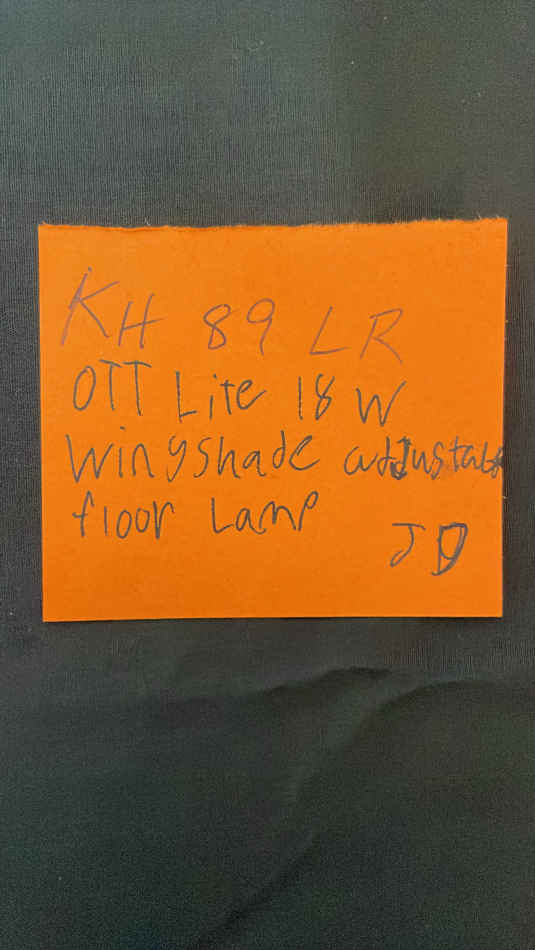 KH 89 LR
OTT Lite 18 W
Wingshade adJustable
floor Lamp
JD